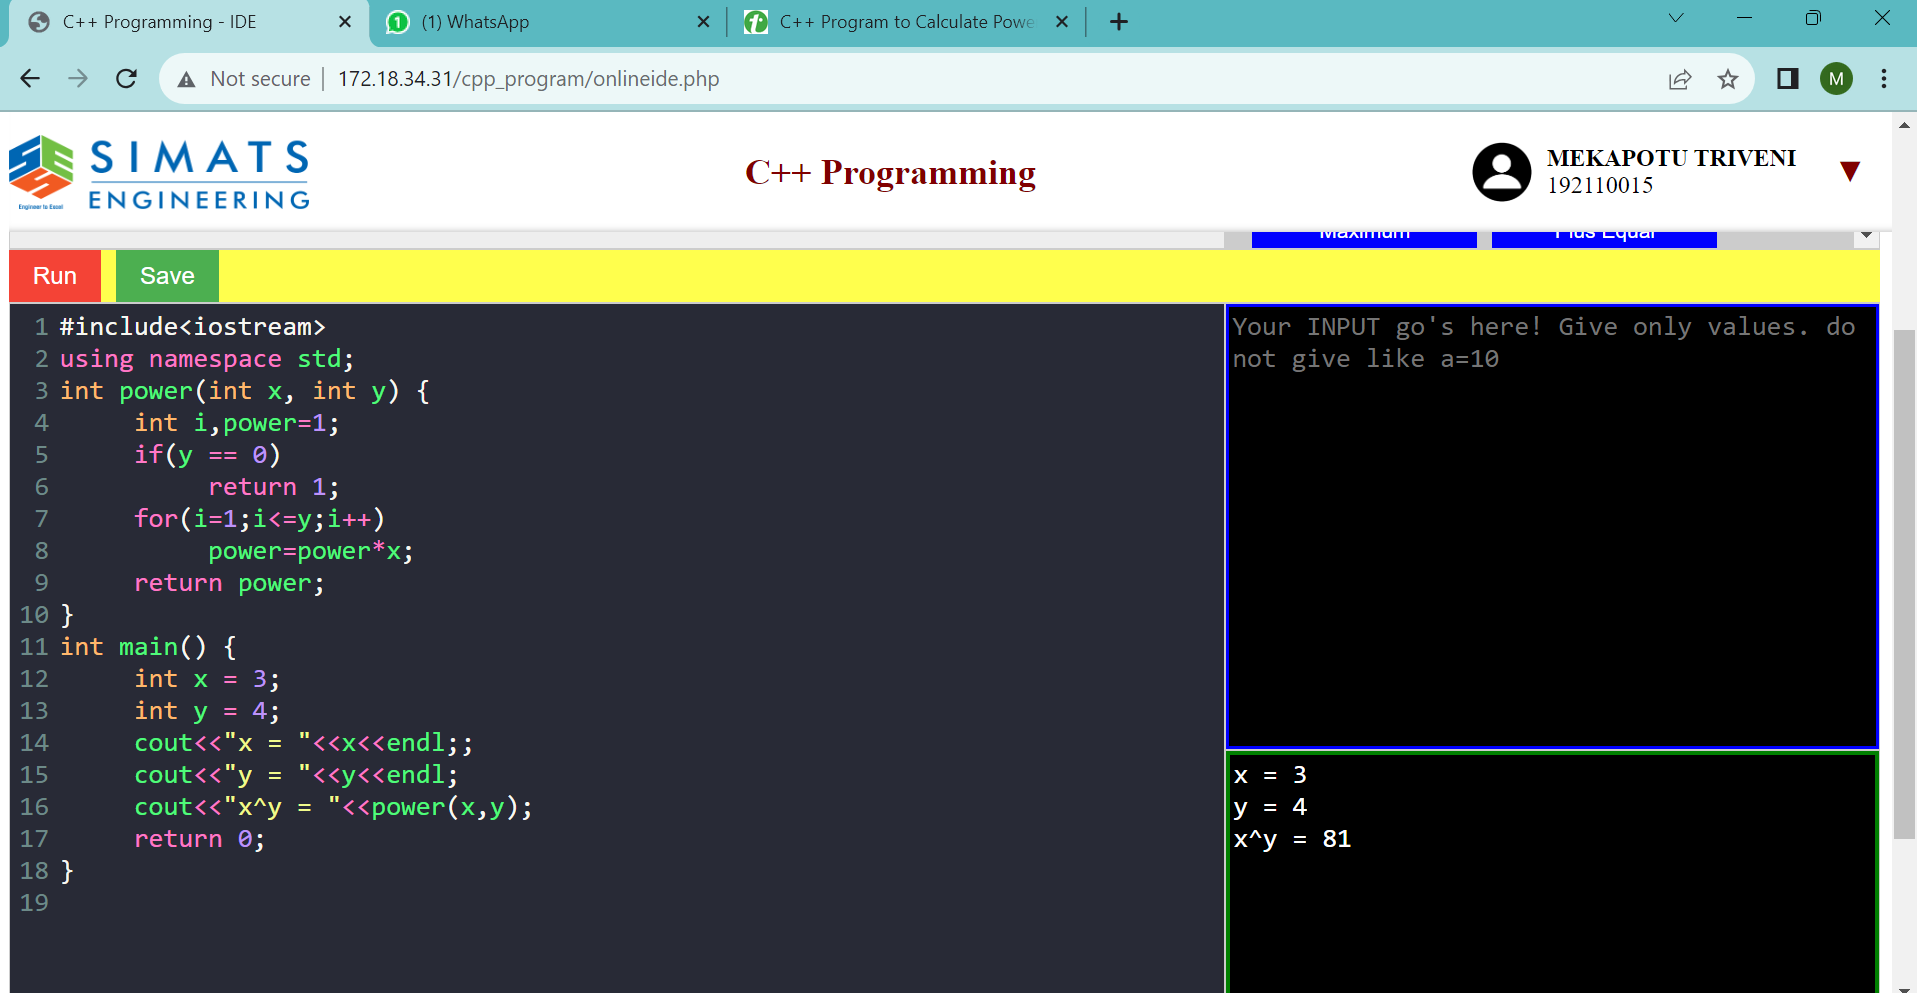 C++ Programming - IDE
(1) WhatsApp
C++ Program to Calculate Powe
Not secure
172.18.34.31/cpp_program/onlineide.php
M
SIMATS
ENGINEERING
Engineer to Excel
C++ Programming
MEKAPOTU TRIVENI
192110015
Maximum
Plus Equal
Run
Save
1 #include<iostream>
2 using namespace std;
3 int power(int x, int y) {
4 int i,power=1;
5 if(y == 0)
6 return 1;
7 for(i=1;i<=y;i++)
8 power=power*x;
9 return power;
10 }
11 int main() {
12 int x = 3;
13 int y = 4;
14 cout<<"x = "<<x<<endl;;
15 cout<<"y = "<<y<<endl;
16 cout<<"x^y = "<<power(x,y);
17 return 0;
18 }
19
Your INPUT go's here! Give only values. do
not give like a=10
x = 3
y = 4
x^y = 81